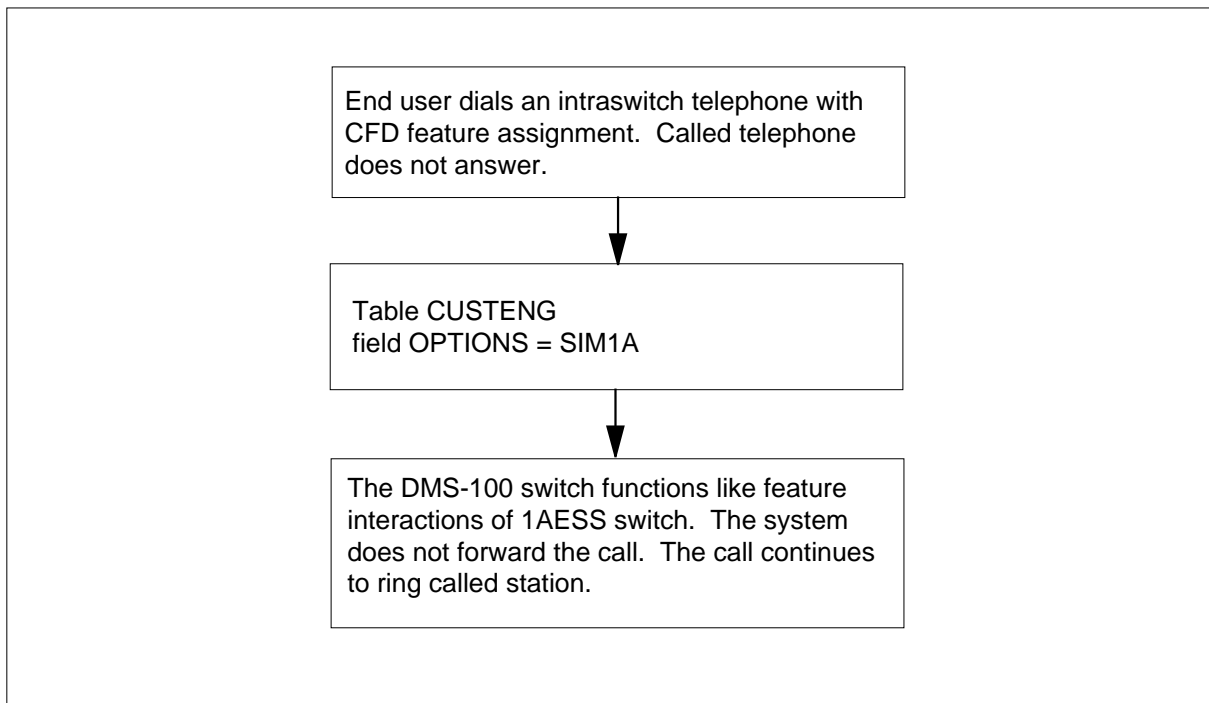 End user dials an intraswitch telephone with
CFD feature assignment.  Called telephone
does not answer.
Table CUSTENG
field OPTIONS = SIM1A
The DMS-100 switch functions like feature
interactions of 1AESS switch.  The system
does not forward the call.  The call continues
to ring called station.